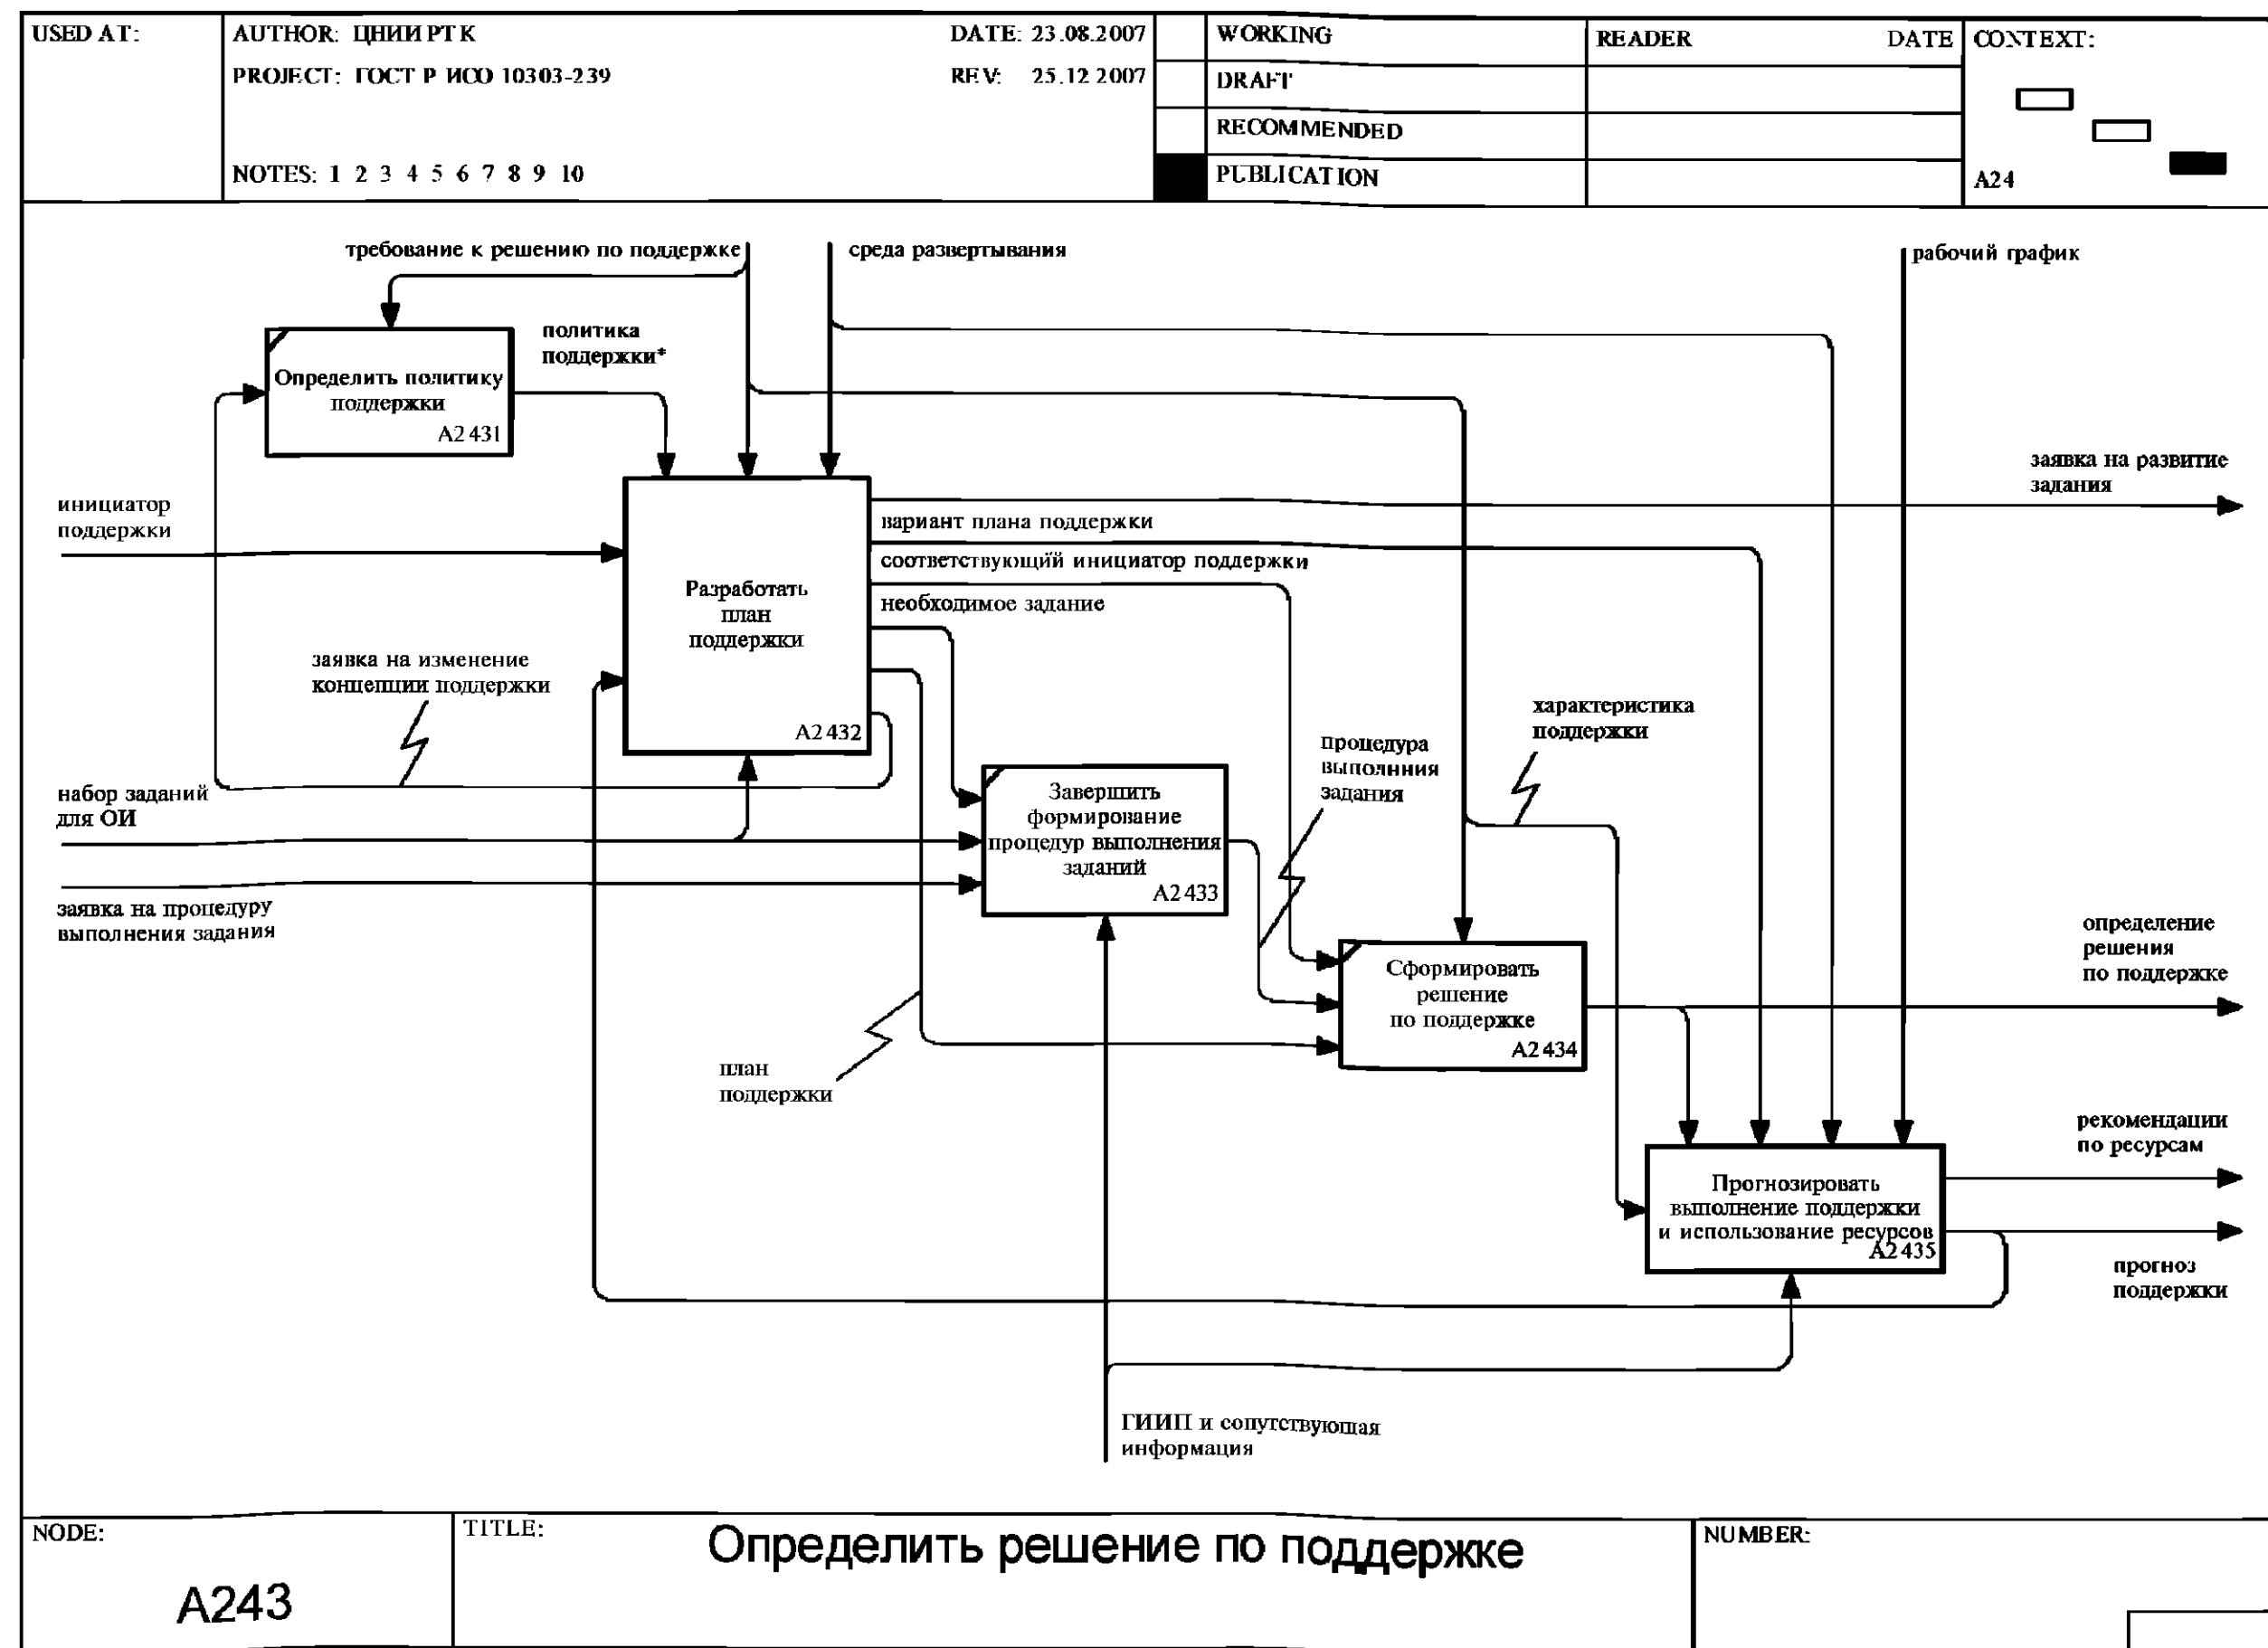 USED AT:
AUTHOR: ЦНИИ РТК
DATE: 23.08.2007
PROJECT: ГОСТ Р ИСО 10303-239
REV: 25.12 2007
NOTES: 1 2 3 4 5 6 7 8 9 10
WORKING
DRAFT
RECOMMENDED
PUBLICATION
READER
DATE
CONTEXT:
A24
требование к решению по поддержке
среда развертывания
рабочий график
политика
поддержки*
Определить политику
поддержки
A2431
инициатор
поддержки
заявка на развитие
задания
вариант плана поддержки
соответствующий инициатор поддержки
необходимое задание
Разработать
план
поддержки
A2432
заявка на изменение
концепции поддержки
характеристика
поддержки
процедура
выполнния
задания
набор заданий
для ОИ
Завершить
формирование
процедур выполнения
заданий
A2433
заявка на процедуру
выполнения задания
определение
решения
по поддержке
Сформировать
решение
по поддержке
A2434
план
поддержки
рекомендации
по ресурсам
Прогнозировать
выполнение поддержки
и использование ресурсов
A2435
прогноз
поддержки
ГИИП и сопутствующая
информация
NODE:
A243
TITLE:
Определить решение по поддержке
NUMBER: